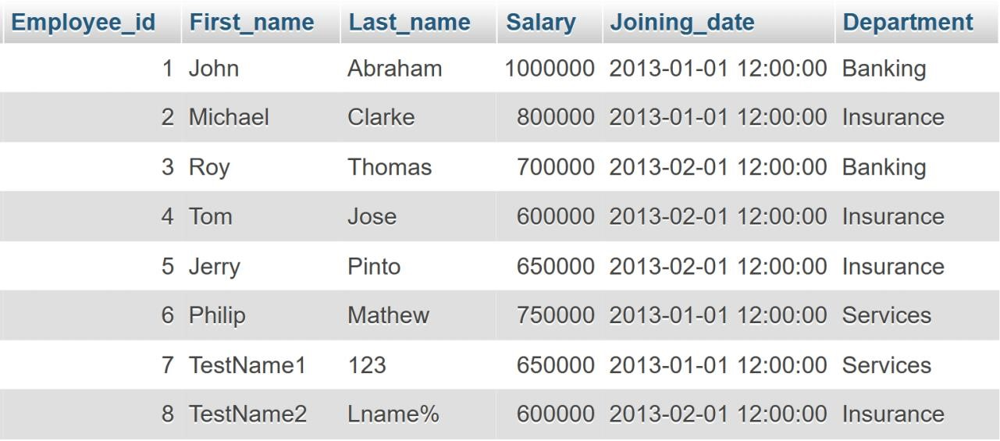 Employee_id First_name Last_name Salary Joining_date Department
1 John Abraham 1000000 2013-01-01 12:00:00 Banking
2 Michael Clarke 800000 2013-01-01 12:00:00 Insurance
3 Roy Thomas 700000 2013-02-01 12:00:00 Banking
4 Tom Jose 600000 2013-02-01 12:00:00 Insurance
5 Jerry Pinto 650000 2013-02-01 12:00:00 Insurance
6 Philip Mathew 750000 2013-01-01 12:00:00 Services
7 TestName1 123 650000 2013-01-01 12:00:00 Services
8 TestName2 Lname% 600000 2013-02-01 12:00:00 Insurance